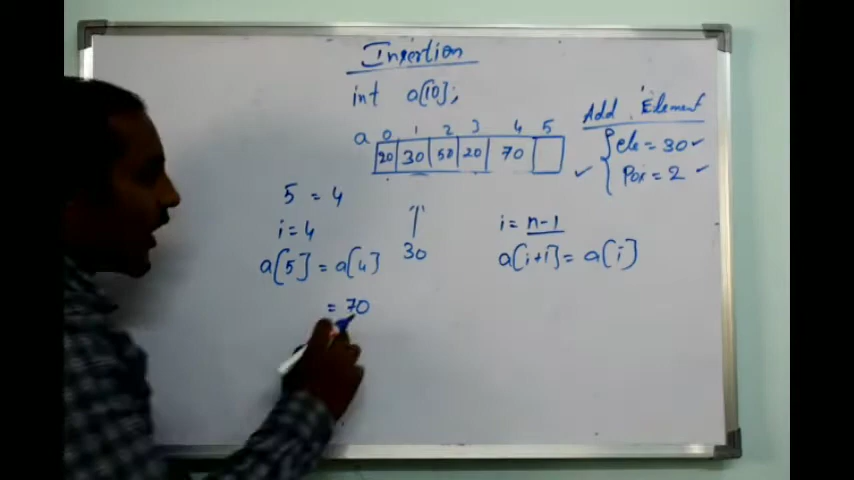 Insertion
int a[10];
Add Element
a 0 1 2 3 4 5
20 30 50 20 70
ele = 30 ✓
✓ Pos = 2 ✓
5 = 4
i = 4
30
i = n-1
a[5] = a[4]
a[i+1] = a[i]
= 70